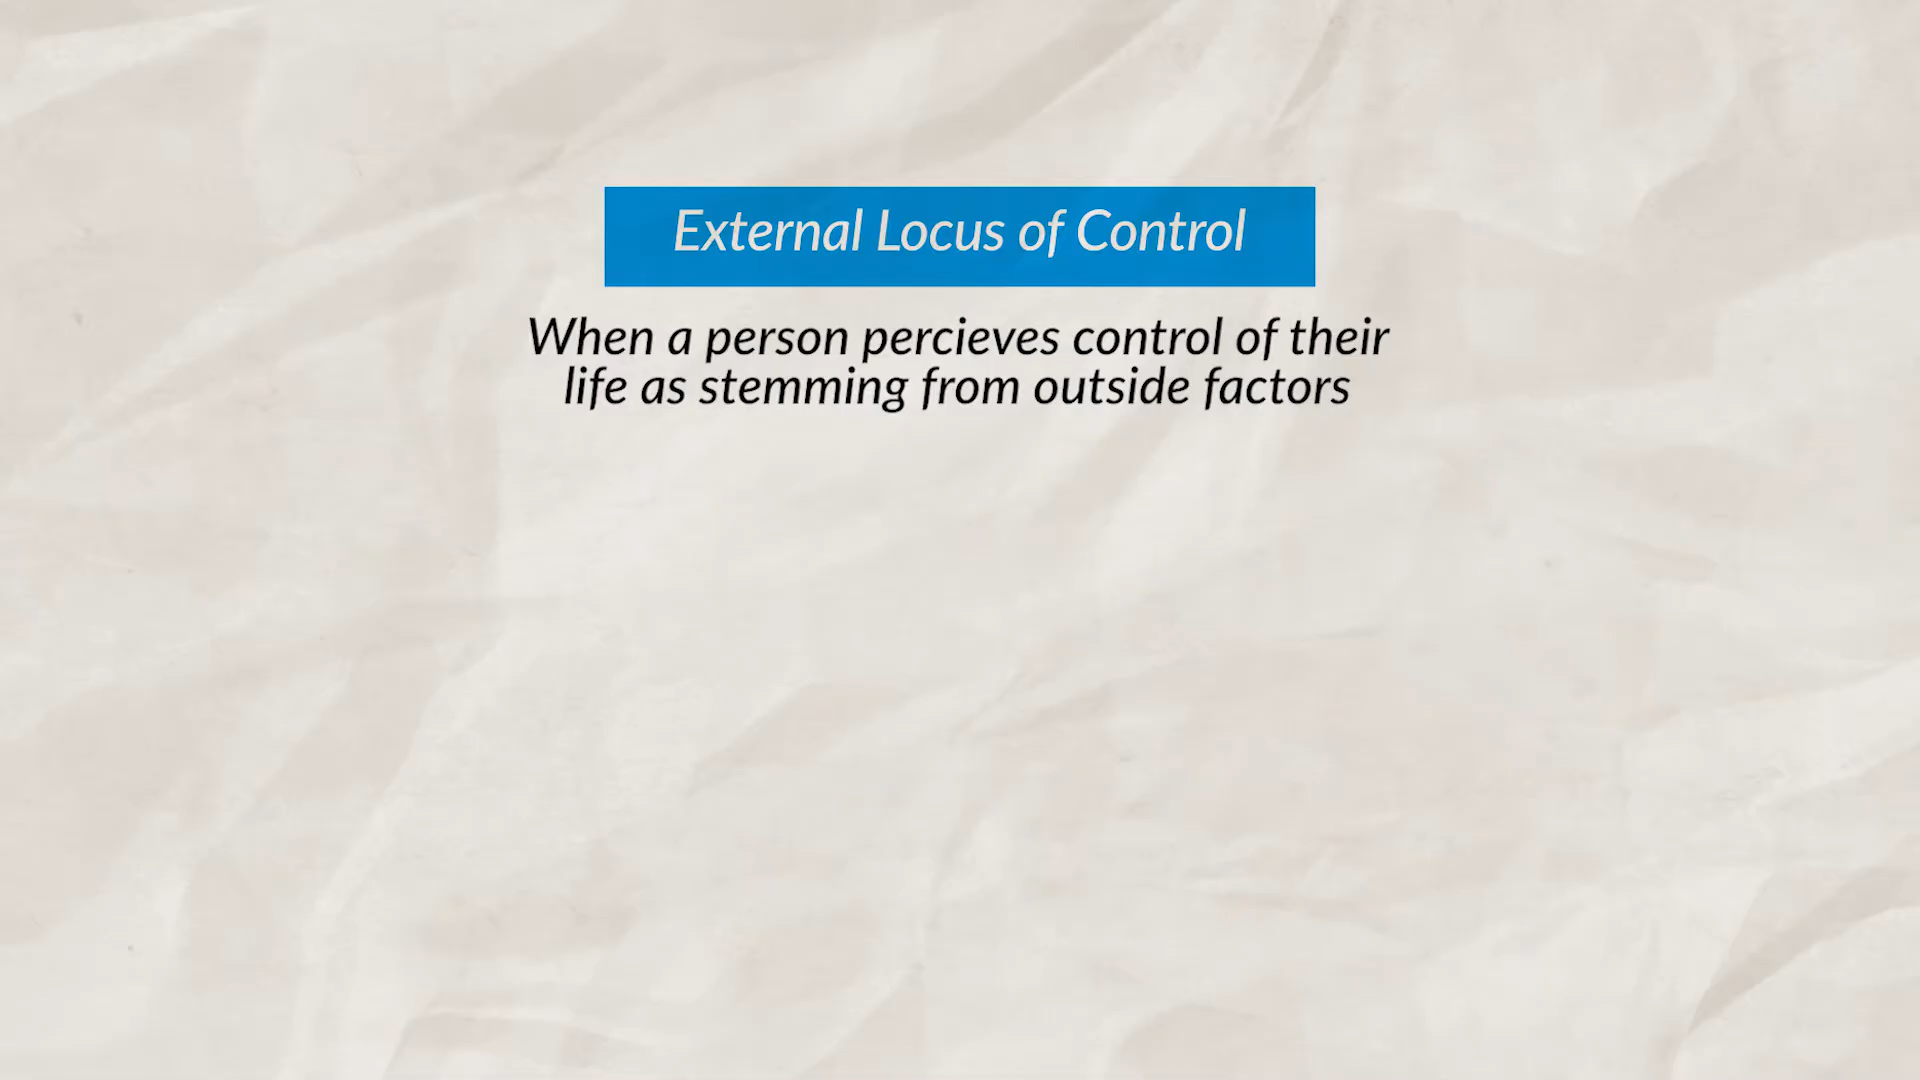 External Locus of Control
When a person percieves control of their
life as stemming from outside factors